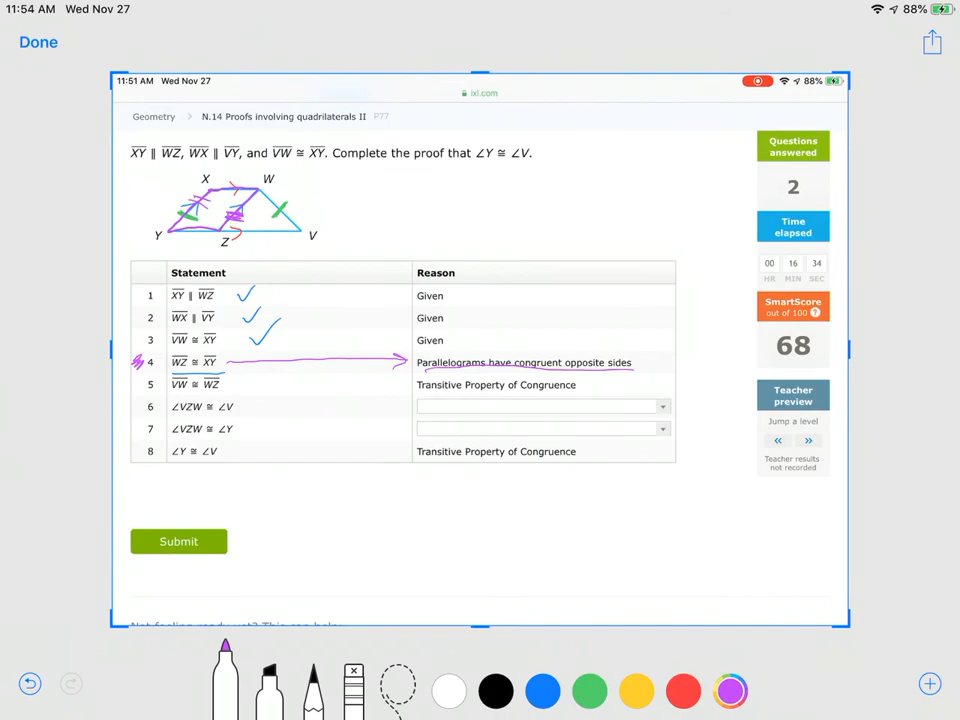 11:54 AM Wed Nov 27
88%
Done
11:51 AM Wed Nov 27
88%
ixl.com
Geometry > N.14 Proofs involving quadrilaterals II P77
XY ∥ WZ, WX ∥ VY, and VW ≅ XY. Complete the proof that ∠Y ≅ ∠V.
X W
Y Z V
Statement Reason
1 XY ∥ WZ Given
2 WX ∥ VY Given
3 VW ≅ XY Given
4 WZ ≅ XY Parallelograms have congruent opposite sides
5 VW ≅ WZ Transitive Property of Congruence
6 ∠VZW ≅ ∠V
7 ∠VZW ≅ ∠Y
8 ∠Y ≅ ∠V Transitive Property of Congruence
Submit
Questions
answered
2
Time
elapsed
00 16 34
HR MIN SEC
SmartScore
out of 100 ?
68
Teacher
preview
Jump a level
« »
Teacher results
not recorded